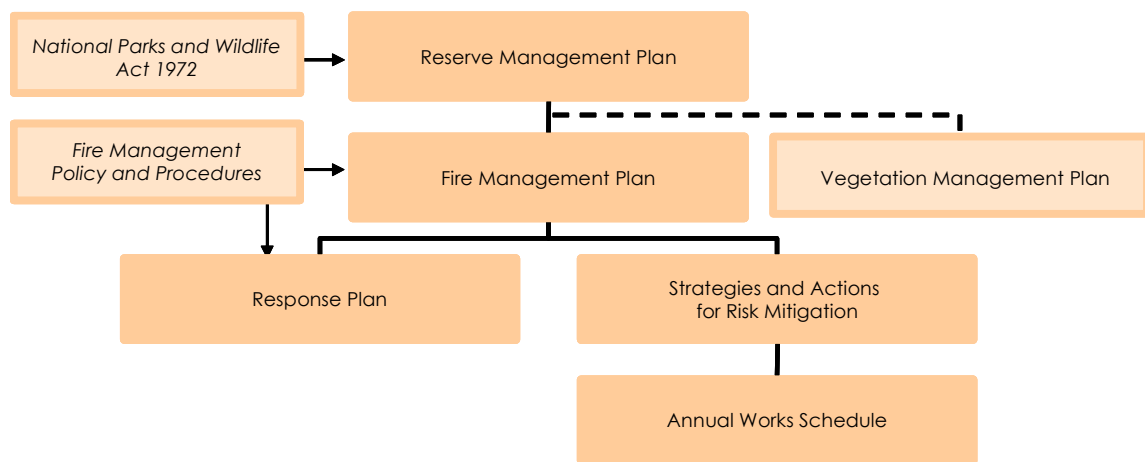 National Parks and Wildlife
Act 1972
Reserve Management Plan
Fire Management
Policy and Procedures
Fire Management Plan
Vegetation Management Plan
Response Plan
Strategies and Actions
for Risk Mitigation
Annual Works Schedule